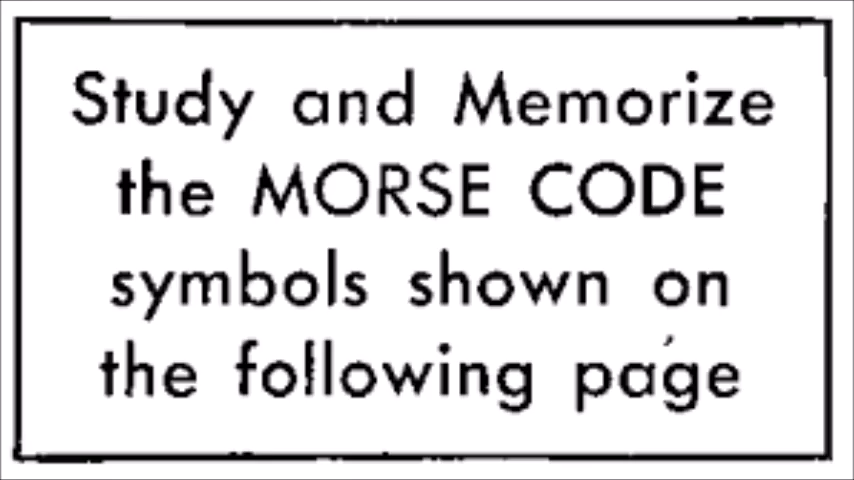 Study and Memorize
the MORSE CODE
symbols shown on
the following page